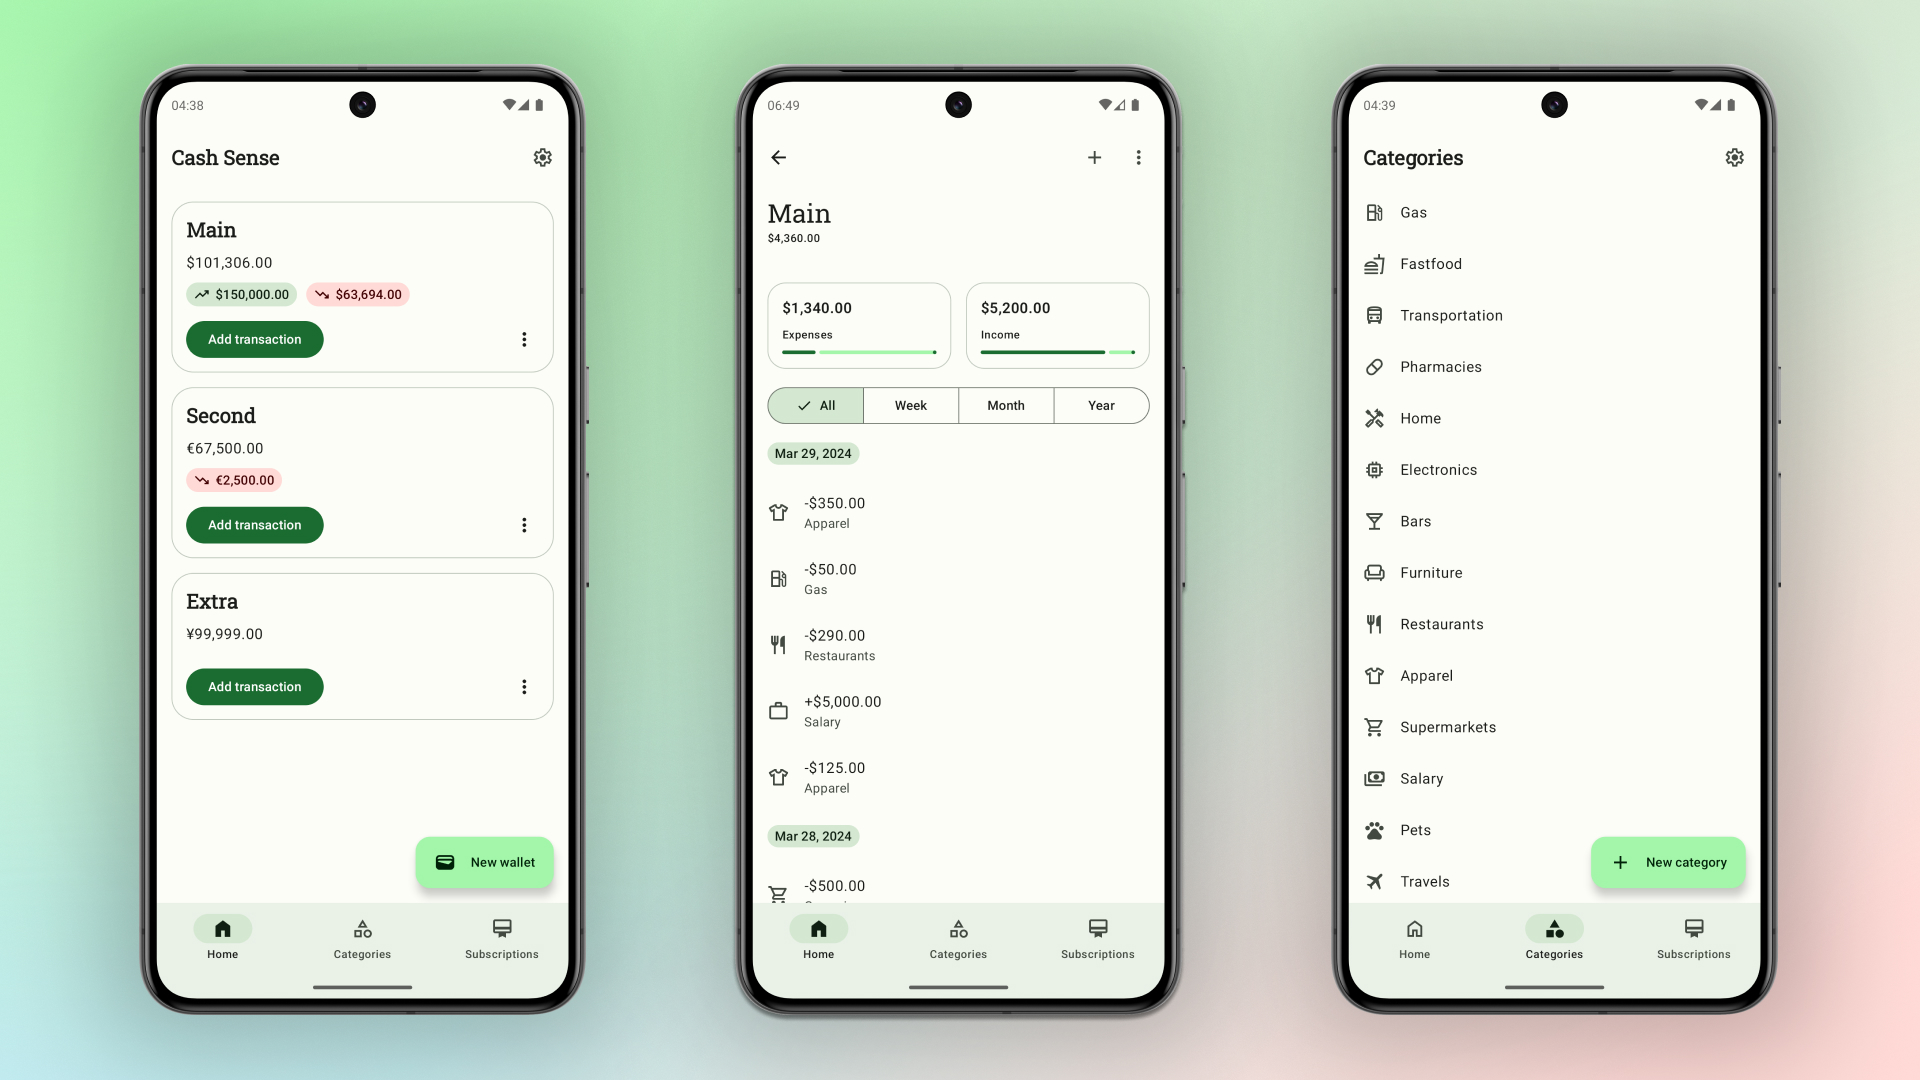 04:38
Cash Sense
Main
$101,306.00
$150,000.00 $63,694.00
Add transaction
Second
€67,500.00
€2,500.00
Add transaction
Extra
¥99,999.00
Add transaction
New wallet
Home Categories Subscriptions
06:49
Main
$4,360.00
$1,340.00 $5,200.00
Expenses Income
All Week Month Year
Mar 29, 2024
-$350.00
Apparel
-$50.00
Gas
-$290.00
Restaurants
+$5,000.00
Salary
-$125.00
Apparel
Mar 28, 2024
-$500.00
Home Categories Subscriptions
04:39
Categories
Gas
Fastfood
Transportation
Pharmacies
Home
Electronics
Bars
Furniture
Restaurants
Apparel
Supermarkets
Salary
Pets
Travels
New category
Home Categories Subscriptions